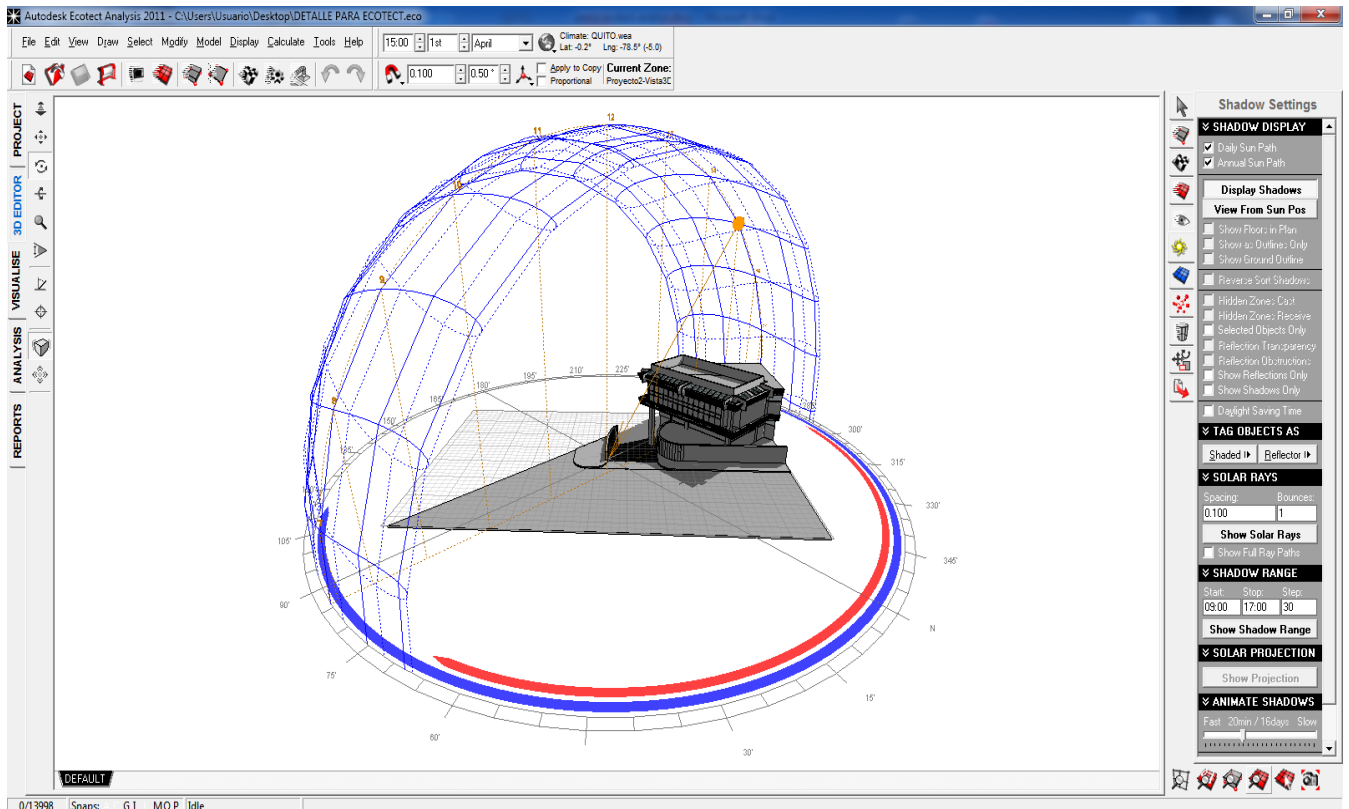 Autodesk Ecotect Analysis 2011 - C:\Users\Usuario\Desktop\DETALLE PARA ECOTECT.eco
File Edit View Draw Select Modify Model Display Calculate Tools Help
15:00 1st April
Climate: QUITO.wea
Lat: -0.2° Lng: -78.5° (-5.0)
0.100 0.50 °
Apply to Copy
Proportional
Current Zone:
Proyecto2-Vista3D
PROJECT
3D EDITOR
VISUALISE
ANALYSIS
REPORTS
12
11
10
9
195°
210°
225°
180°
165°
150°
300°
315°
330°
345°
105°
90°
75°
60°
30°
15°
N
DEFAULT
0/13998 Snaps: G I M O P Idle
Shadow Settings
SHADOW DISPLAY
Daily Sun Path
Annual Sun Path
Display Shadows
View From Sun Pos
Show Floors in Plan
Show as Outlines Only
Show Ground Outline
Reverse Sort Shadows
Hidden Zones Cast
Hidden Zones Receive
Selected Objects Only
Reflection Transparency
Reflection Obstructions
Show Reflections Only
Show Shadows Only
Daylight Saving Time
TAG OBJECTS AS
Shaded Reflector
SOLAR RAYS
Spacing: Bounces:
0.100 1
Show Solar Rays
Show Full Ray Paths
SHADOW RANGE
Start: Stop: Step:
09:00 17:00 30
Show Shadow Range
SOLAR PROJECTION
Show Projection
ANIMATE SHADOWS
Fast 20min / 16days Slow